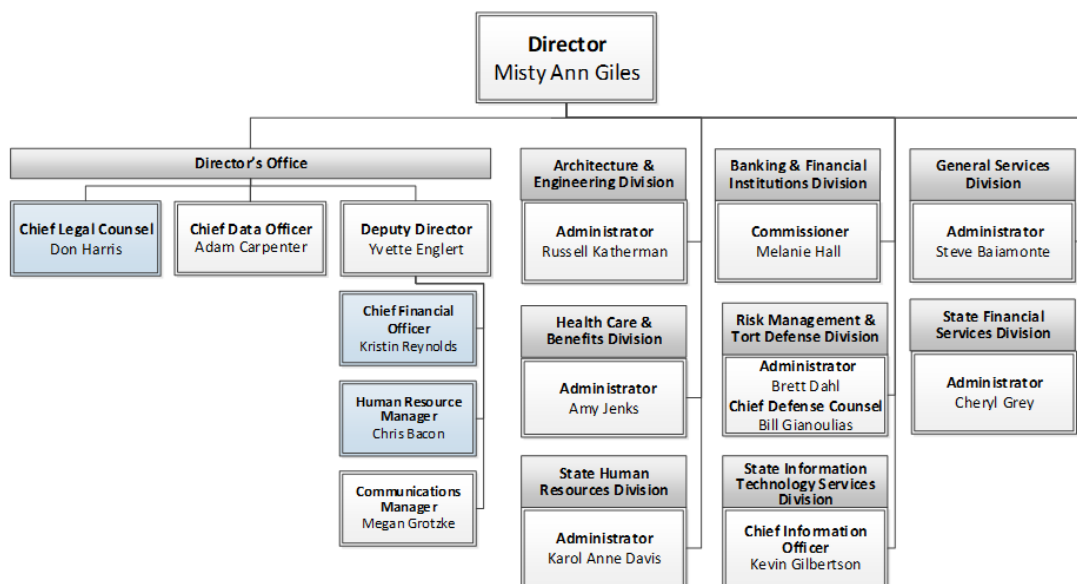 Director
Misty Ann Giles
Director's Office
Chief Legal Counsel
Don Harris
Chief Data Officer
Adam Carpenter
Deputy Director
Yvette Englert
Chief Financial
Officer
Kristin Reynolds
Human Resource
Manager
Chris Bacon
Communications
Manager
Megan Grotzke
Architecture &
Engineering Division
Administrator
Russell Katherman
Health Care &
Benefits Division
Administrator
Amy Jenks
State Human
Resources Division
Administrator
Karol Anne Davis
Banking & Financial
Institutions Division
Commissioner
Melanie Hall
Risk Management &
Tort Defense Division
Administrator
Brett Dahl
Chief Defense Counsel
Bill Gianoulias
State Information
Technology Services
Division
Chief Information
Officer
Kevin Gilbertson
General Services
Division
Administrator
Steve Baiamonte
State Financial
Services Division
Administrator
Cheryl Grey